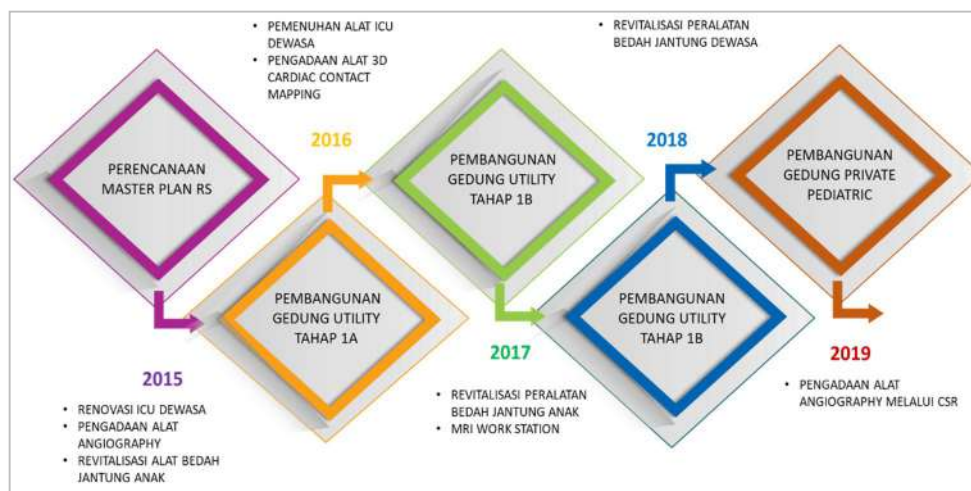 • PEMENUHAN ALAT ICU
DEWASA
• PENGADAAN ALAT 3D
CARDIAC CONTACT
MAPPING
• REVITALISASI PERALATAN
BEDAH JANTUNG DEWASA
2016
2018
PERENCANAAN
MASTER PLAN RS
PEMBANGUNAN
GEDUNG UTILITY
TAHAP 1B
PEMBANGUNAN
GEDUNG PRIVATE
PEDIATRIC
PEMBANGUNAN
GEDUNG UTILITY
TAHAP 1A
PEMBANGUNAN
GEDUNG UTILITY
TAHAP 1B
2015
• RENOVASI ICU DEWASA
• PENGADAAN ALAT
ANGIOGRAPHY
• REVITALISASI ALAT BEDAH
JANTUNG ANAK
2017
• REVITALISASI PERALATAN
BEDAH JANTUNG ANAK
• MRI WORK STATION
2019
• PENGADAAN ALAT
ANGIOGRAPHY MELALUI CSR